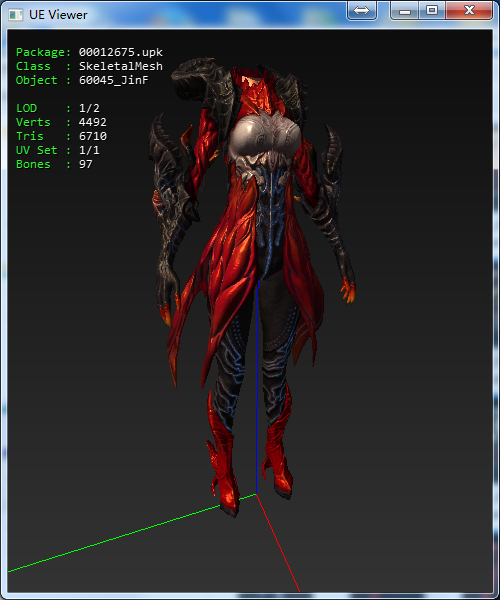 UE Viewer
Package: 00012675.upk
Class : SkeletalMesh
Object : 60045_JinF
LOD : 1/2
Verts : 4492
Tris : 6710
UV Set : 1/1
Bones : 97